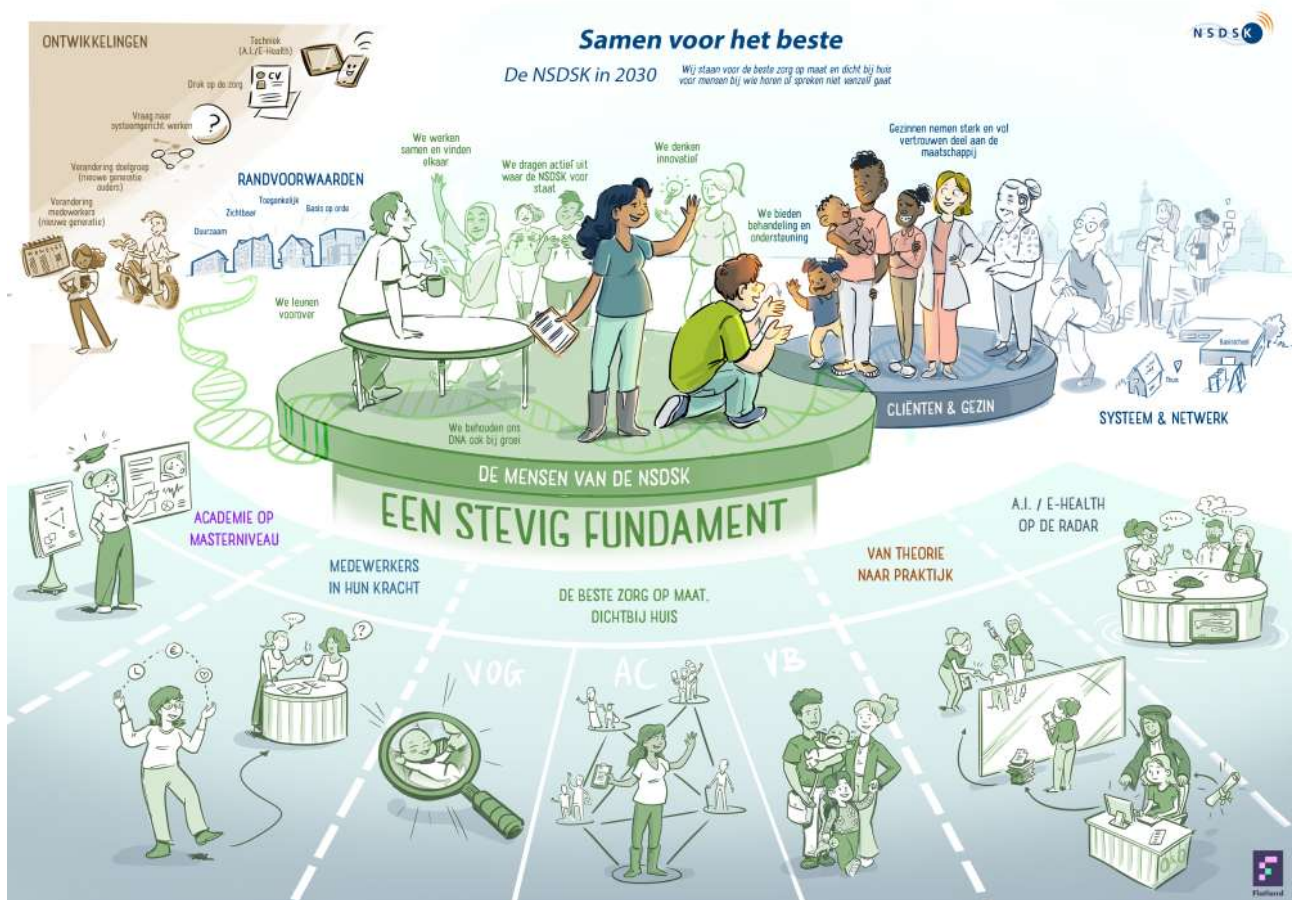 ONTWIKKELINGEN
Techniek
(A.I./E-Health)
Druk op de zorg
CV
Vraag naar
systeemgericht werken
?
Verandering doelgroep
(nieuwe generatie
ouders)
Verandering
medewerkers
(nieuwe generatie)
RANDVOORWAARDEN
Toegankelijk
Zichtbaar
Basis op orde
Duurzaam
Samen voor het beste
De NSDSK in 2030
Wij staan voor de beste zorg op maat en dicht bij huis
voor mensen bij wie horen of spreken niet vanzelf gaat
NSDSK
We werken
samen en vinden
elkaar
We dragen actief uit
waar de NSDSK voor
staat
We denken
innovatief
Gezinnen nemen sterk en vol
vertrouwen deel aan de
maatschappij
We bieden
behandeling en
ondersteuning
We leunen
voorover
We behouden ons
DNA ook bij groei
CLIËNTEN & GEZIN
Basisschool
Thuis
SYSTEEM & NETWERK
DE MENSEN VAN DE NSDSK
EEN STEVIG FUNDAMENT
ACADEMIE OP
MASTERNIVEAU
MEDEWERKERS
IN HUN KRACHT
DE BESTE ZORG OP MAAT,
DICHTBIJ HUIS
VAN THEORIE
NAAR PRAKTIJK
A.I. / E-HEALTH
OP DE RADAR
€
?
VOG
AC
VB
O&O
Flatland